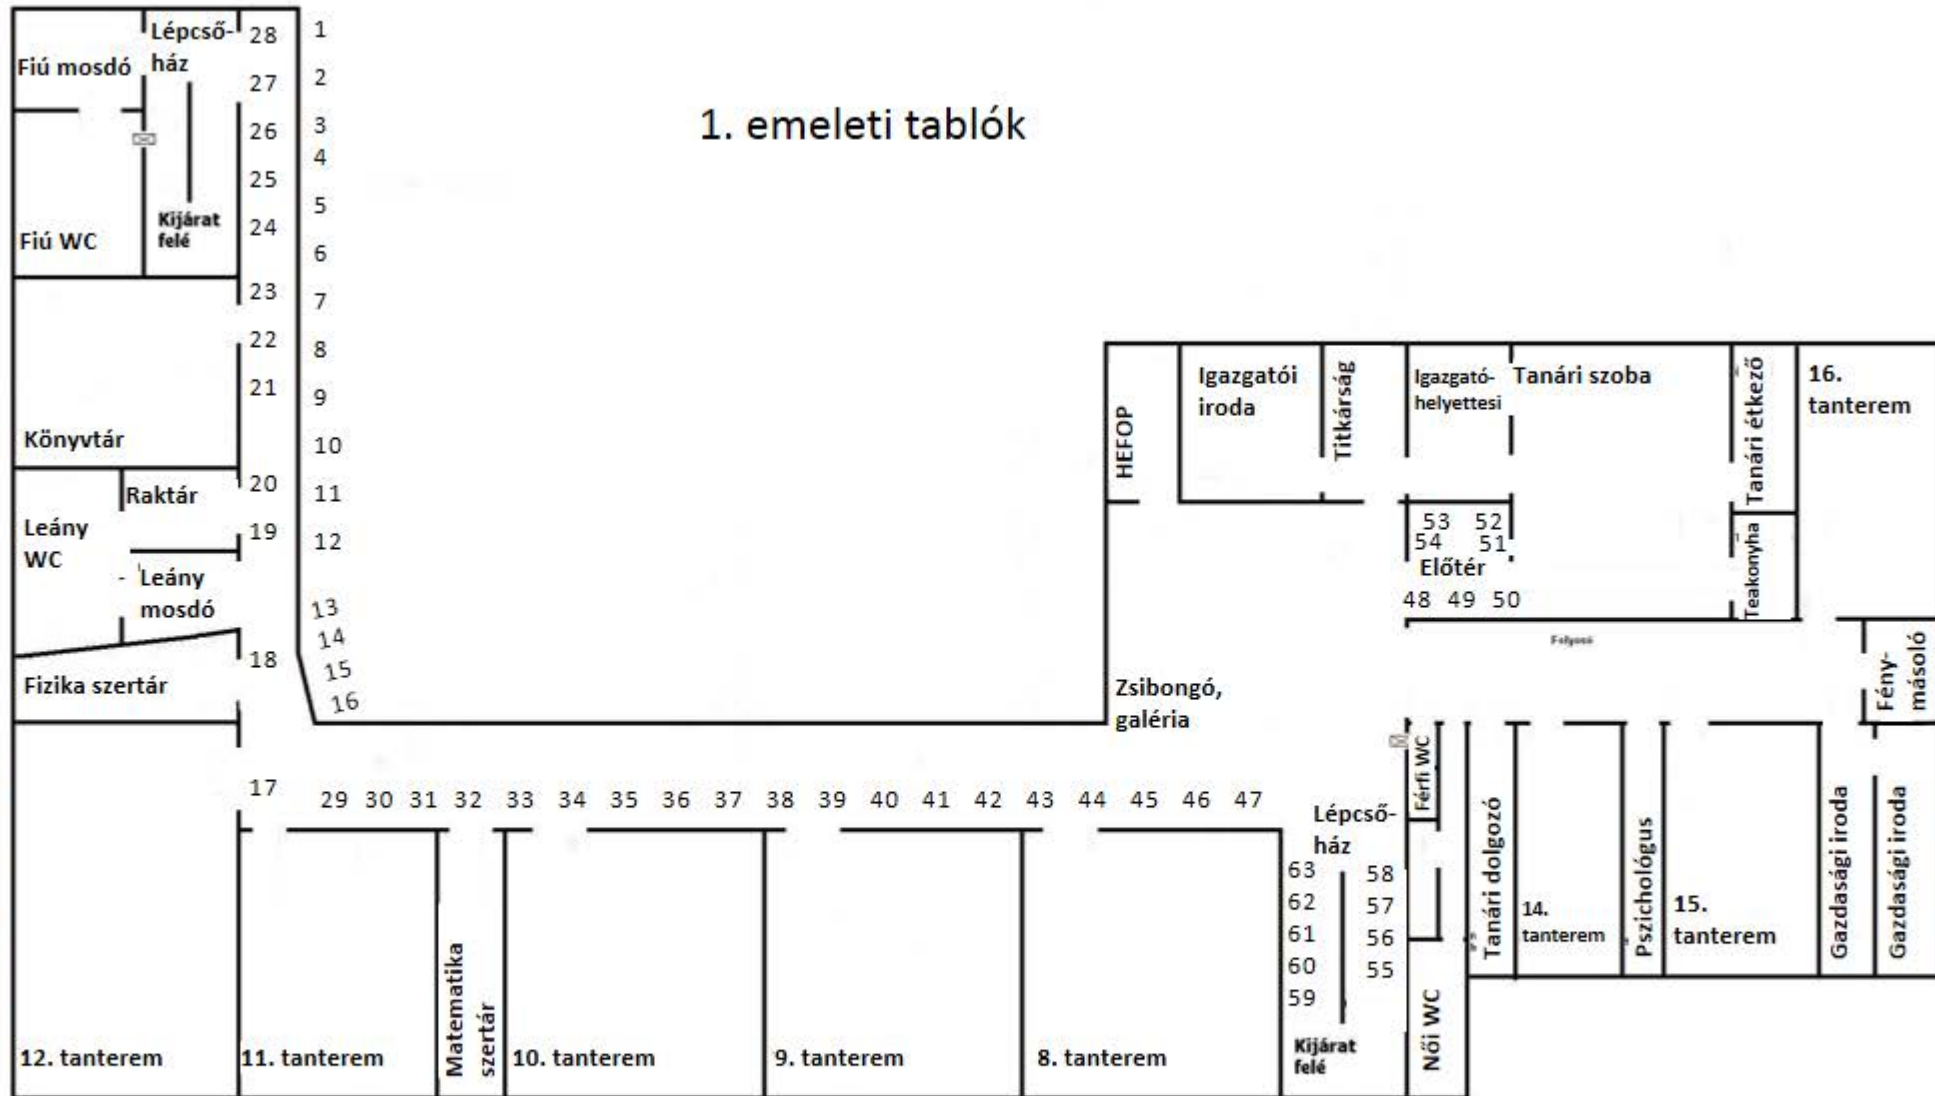 1. emeleti tablók
Fiú mosdó
Lépcső-
ház
Kijárat
felé
Fiú WC
28
27
26
25
24
23
22
21
20
19
18
17
1
2
3
4
5
6
7
8
9
10
11
12
13
14
15
16
Könyvtár
Raktár
Leány
WC
Leány
mosdó
Fizika szertár
12. tanterem
29 30 31 32 33 34 35 36 37 38 39 40 41 42 43 44 45 46 47
11. tanterem
Matematika
szertár
10. tanterem
9. tanterem
8. tanterem
HEFOP
Igazgatói
iroda
Titkárság
Igazgató-
helyettesi
Tanári szoba
Tanári étkező
16.
tanterem
53 52
54 51
Előtér
48 49 50
Teakonyha
Folyosó
Fény-
másoló
Zsibongó,
galéria
Lépcső-
ház
63
62
61
60
59
58
57
56
55
Kijárat
felé
Férfi WC
Női WC
Tanári dolgozó
14.
tanterem
Pszichológus
15.
tanterem
Gazdasági iroda
Gazdasági iroda